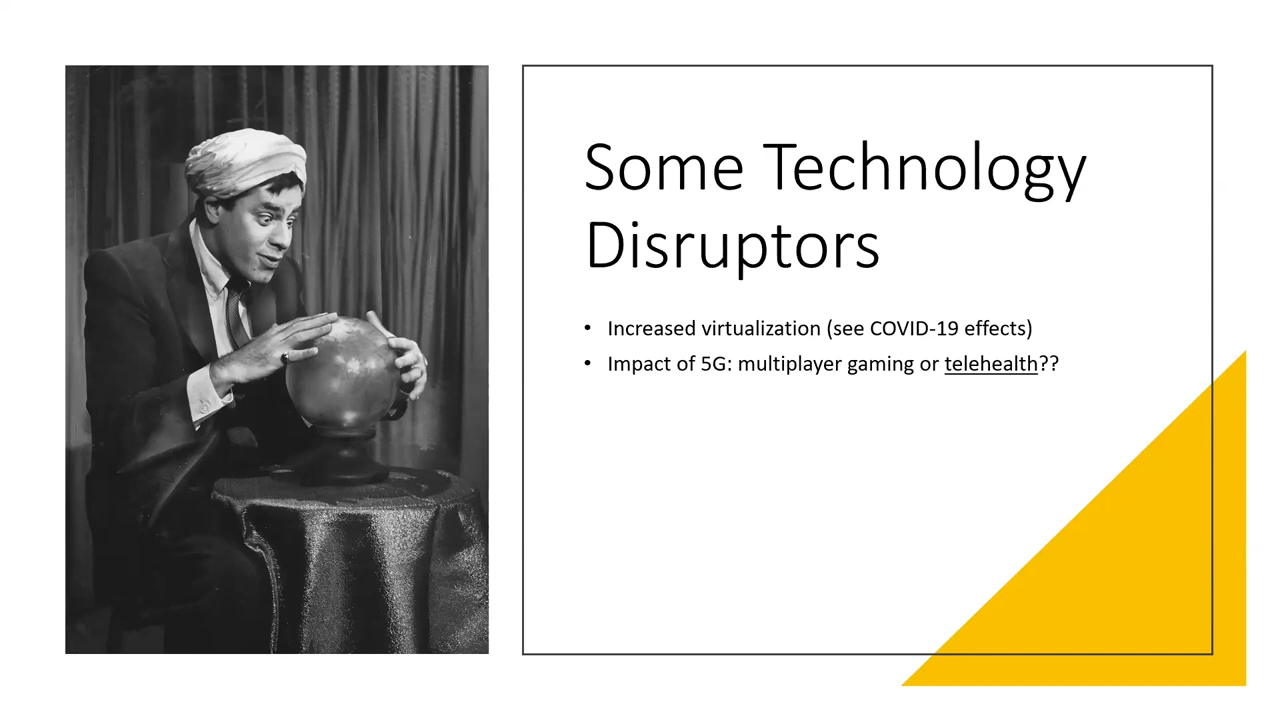 Some Technology
Disruptors
• Increased virtualization (see COVID-19 effects)
• Impact of 5G: multiplayer gaming or telehealth??